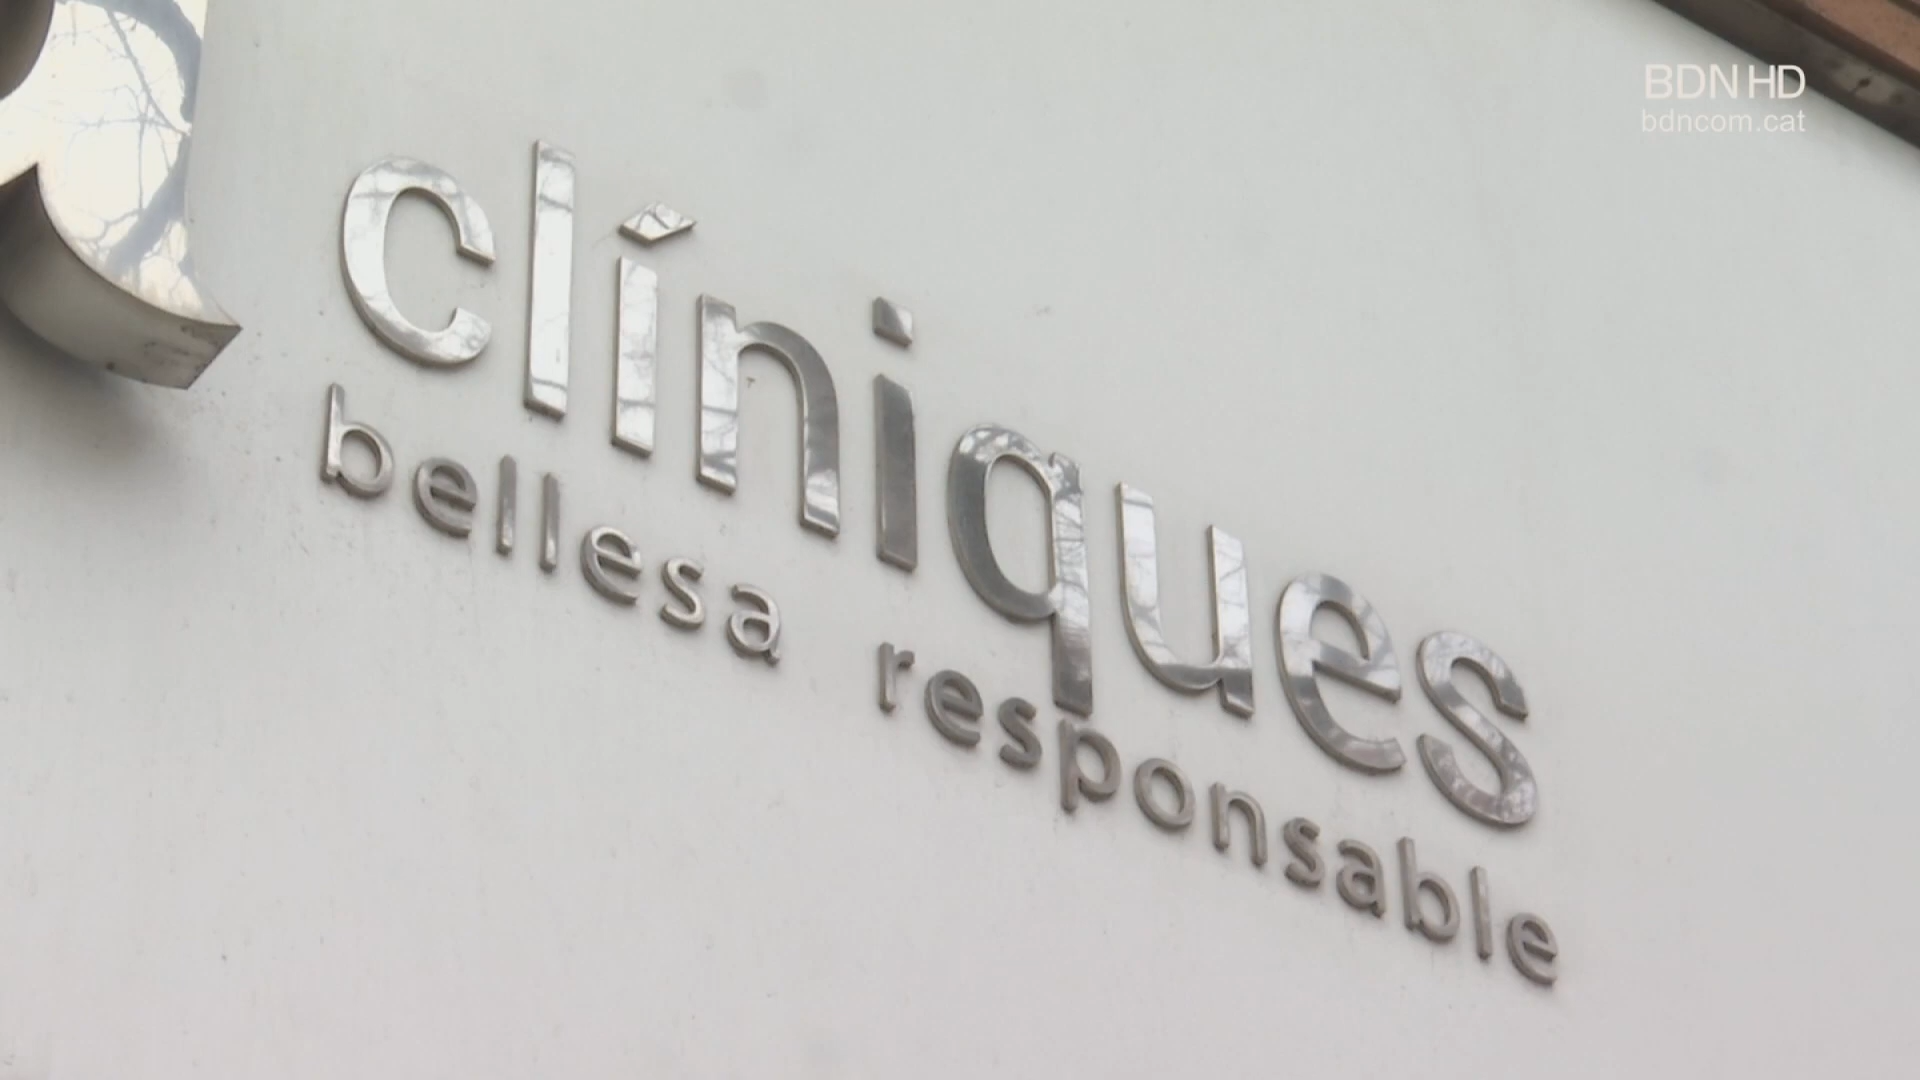 BDN HD
bdncom.cat
clíniques
bellesa responsable